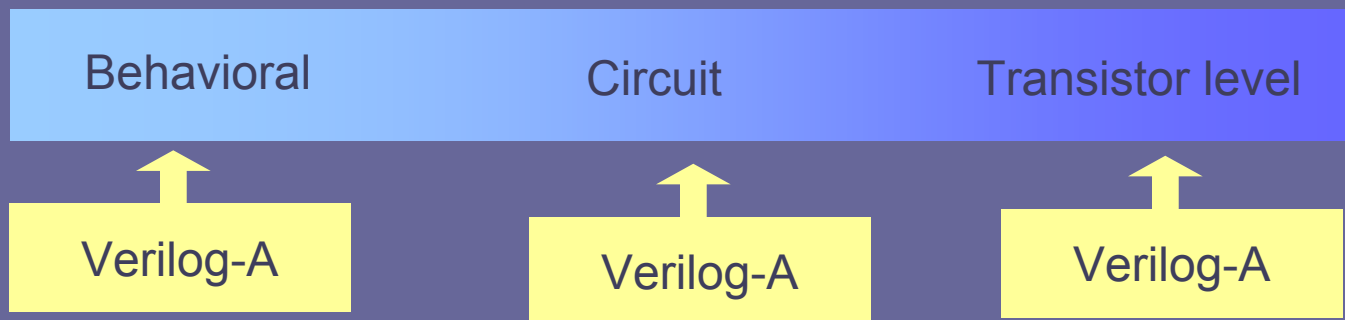 Behavioral
Circuit
Transistor level
Verilog-A
Verilog-A
Verilog-A